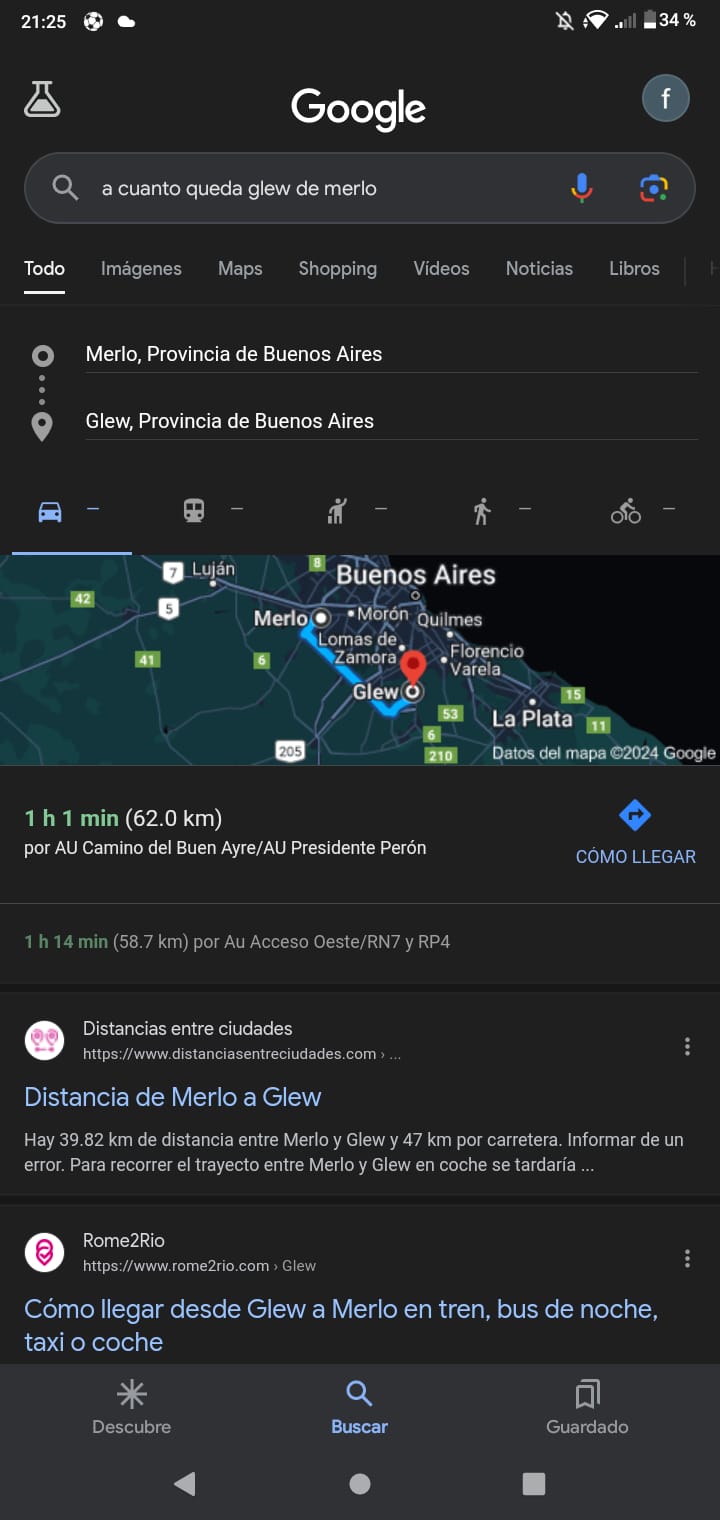 21:25
34 %
Google
f
a cuanto queda glew de merlo
Todo Imágenes Maps Shopping Vídeos Noticias Libros
Merlo, Provincia de Buenos Aires
Glew, Provincia de Buenos Aires
7 Luján 8 Buenos Aires
42 5
Merlo Morón Quilmes
Lomas de Zamora
Florencio Varela
41 6
Glew
53 La Plata 15
11
6
205 210 Datos del mapa ©2024 Google
1 h 1 min (62.0 km)
por AU Camino del Buen Ayre/AU Presidente Perón
CÓMO LLEGAR
1 h 14 min (58.7 km) por Au Acceso Oeste/RN7 y RP4
Distancias entre ciudades
https://www.distanciasentreciudades.com › ...
Distancia de Merlo a Glew
Hay 39.82 km de distancia entre Merlo y Glew y 47 km por carretera. Informar de un
error. Para recorrer el trayecto entre Merlo y Glew en coche se tardaría ...
Rome2Rio
https://www.rome2rio.com › Glew
Cómo llegar desde Glew a Merlo en tren, bus de noche,
taxi o coche
Descubre Buscar Guardado